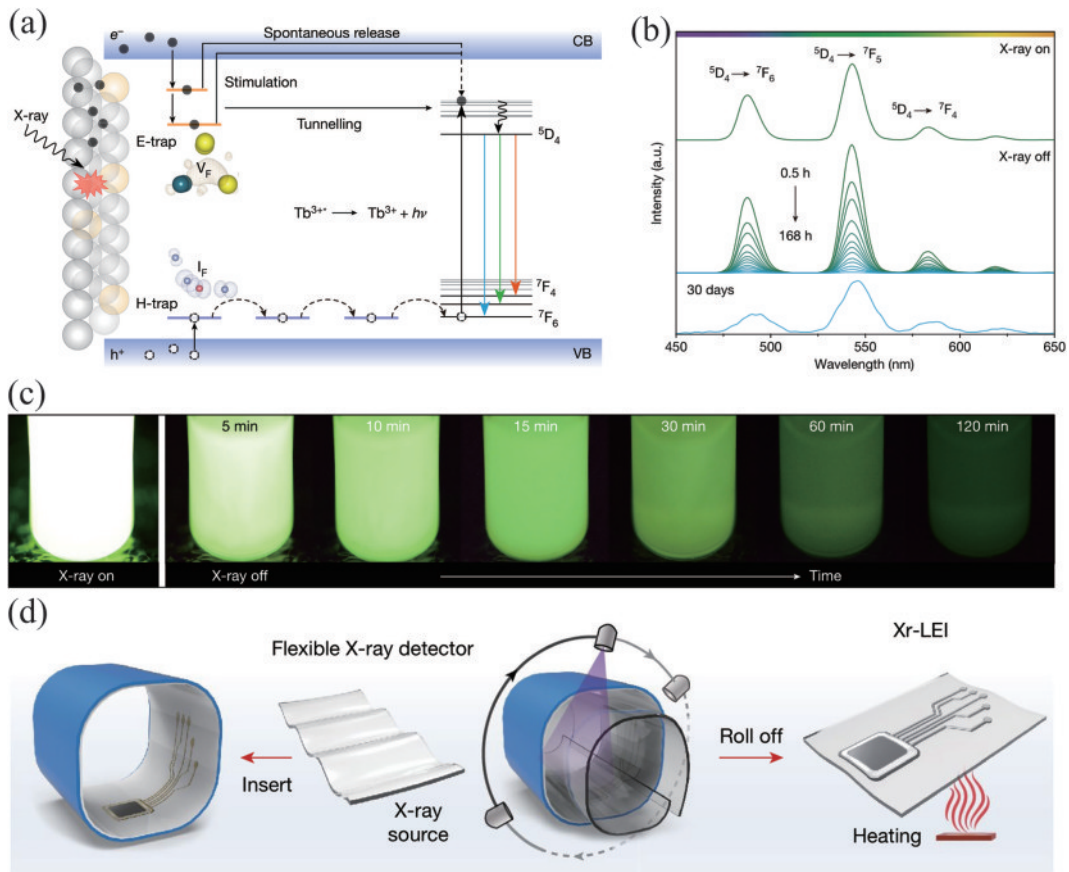 (a)
e⁻
Spontaneous release
CB
Stimulation
X-ray
Tunnelling
E-trap
⁵D₄
V_F
Tb³⁺* ⟶ Tb³⁺ + hν
I_F
⁷F₄
H-trap
⁷F₆
h⁺
VB
(b)
X-ray on
⁵D₄ → ⁷F₅
⁵D₄ → ⁷F₆
⁵D₄ → ⁷F₄
X-ray off
0.5 h
168 h
30 days
Intensity (a.u.)
450 500 550 600 650
Wavelength (nm)
(c)
5 min 10 min 15 min 30 min 60 min 120 min
X-ray on X-ray off Time
(d)
Flexible X-ray detector
Xr-LEI
Insert
Roll off
X-ray
source
Heating